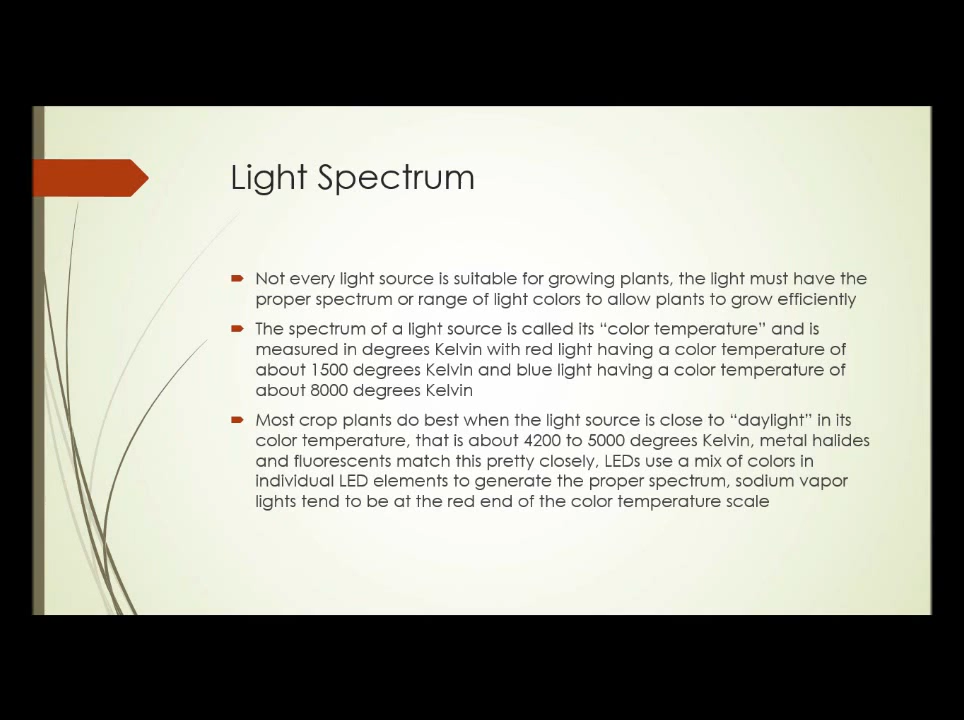 Light Spectrum
Not every light source is suitable for growing plants, the light must have the
proper spectrum or range of light colors to allow plants to grow efficiently
The spectrum of a light source is called its “color temperature” and is
measured in degrees Kelvin with red light having a color temperature of
about 1500 degrees Kelvin and blue light having a color temperature of
about 8000 degrees Kelvin
Most crop plants do best when the light source is close to “daylight” in its
color temperature, that is about 4200 to 5000 degrees Kelvin, metal halides
and fluorescents match this pretty closely, LEDs use a mix of colors in
individual LED elements to generate the proper spectrum, sodium vapor
lights tend to be at the red end of the color temperature scale